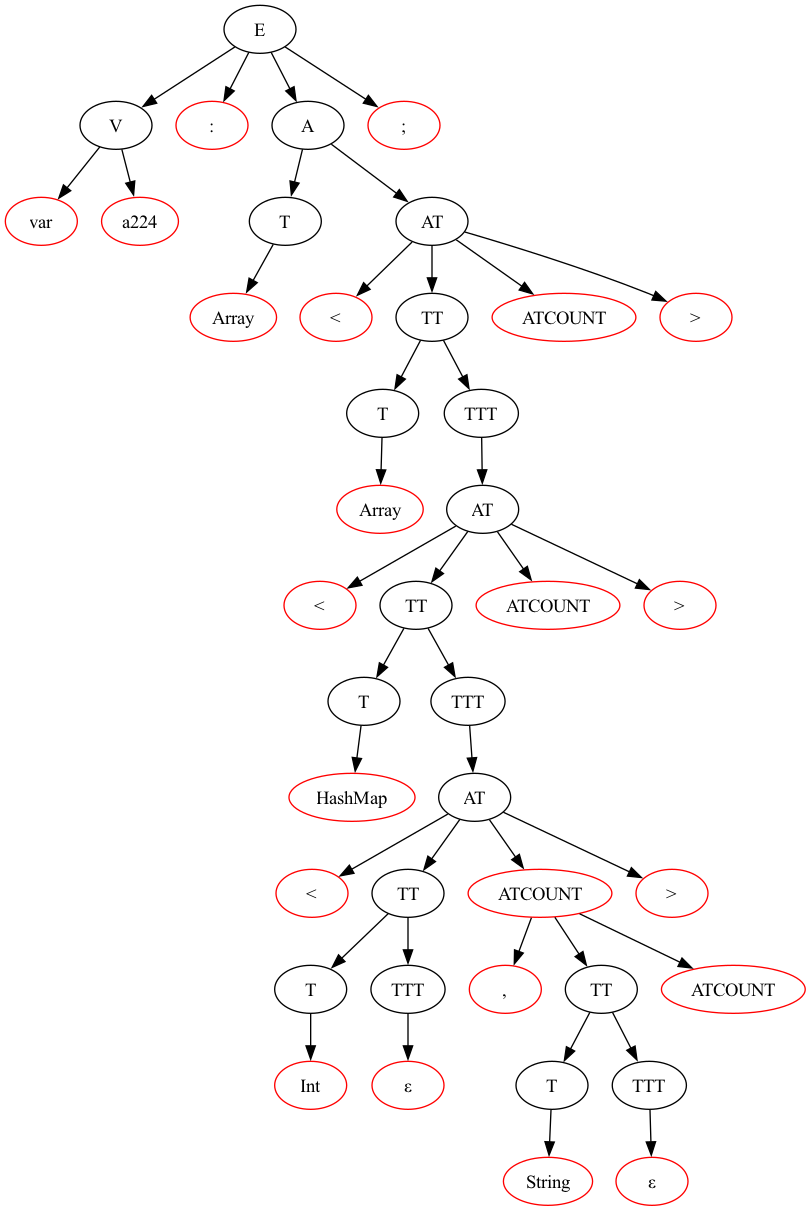 E
V
:
A
;
var
a224
T
AT
Array
<
TT
ATCOUNT
>
T
TTT
Array
AT
<
TT
ATCOUNT
>
T
TTT
HashMap
AT
<
TT
ATCOUNT
>
T
TTT
,
TT
ATCOUNT
Int
ε
T
TTT
String
ε